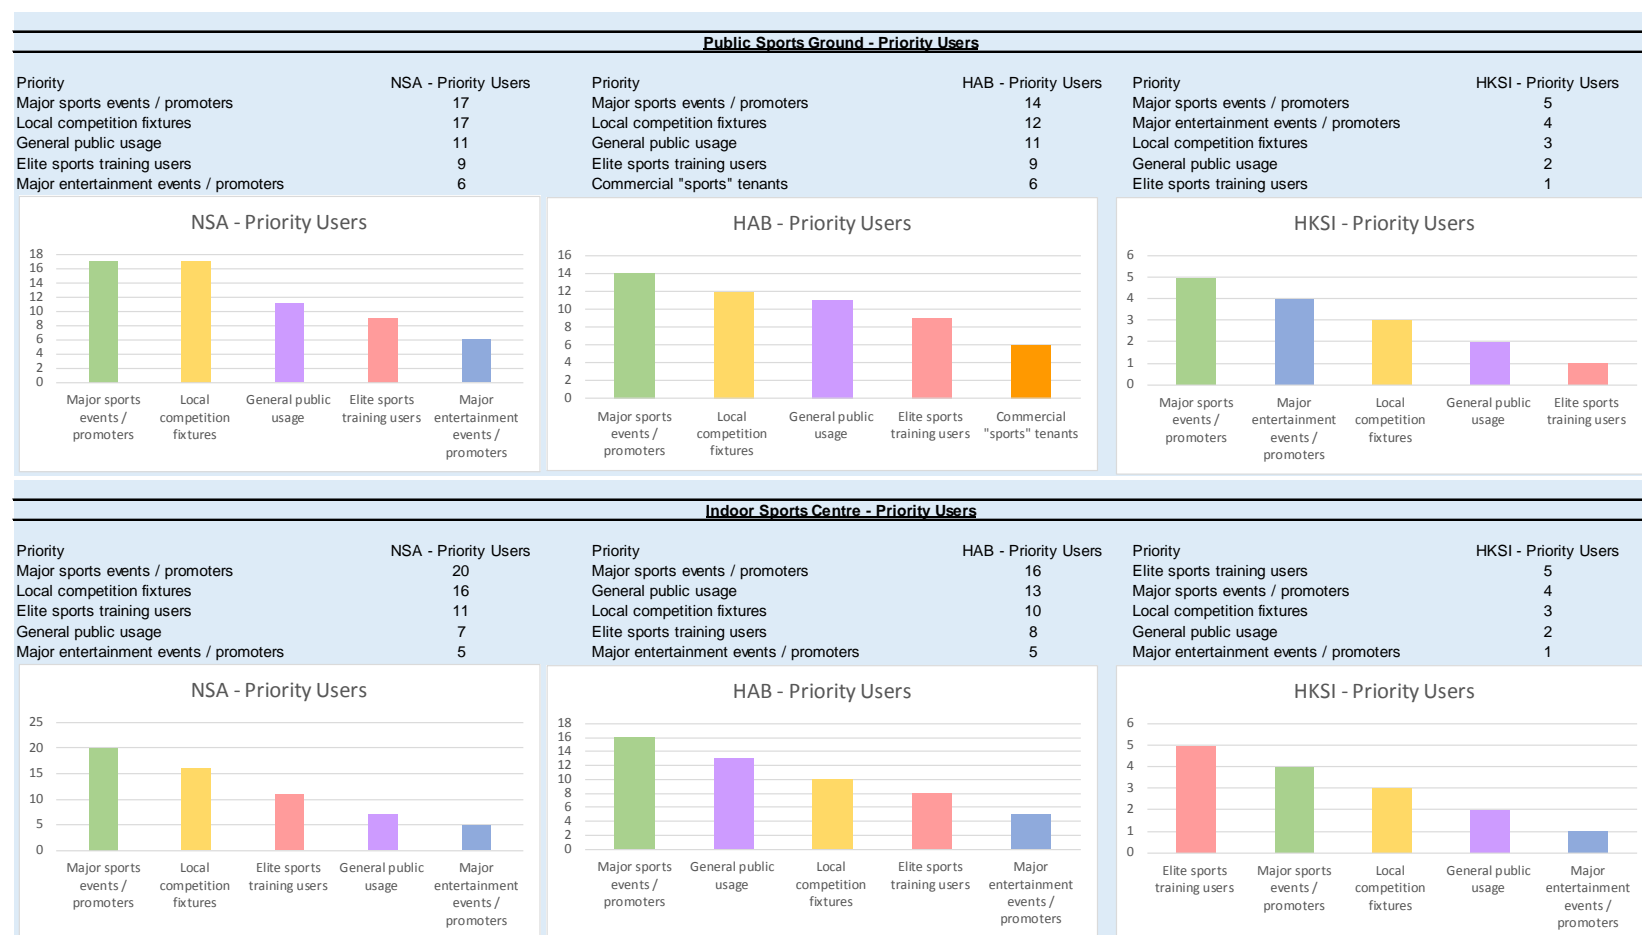 Public Sports Ground - Priority Users
Priority NSA - Priority Users Priority HAB - Priority Users Priority HKSI - Priority Users
Major sports events / promoters 17 Major sports events / promoters 14 Major sports events / promoters 5
Local competition fixtures 17 Local competition fixtures 12 Major entertainment events / promoters 4
General public usage 11 General public usage 11 Local competition fixtures 3
Elite sports training users 9 Elite sports training users 9 General public usage 2
Major entertainment events / promoters 6 Commercial "sports" tenants 6 Elite sports training users 1
NSA - Priority Users
18
16
14
12
10
8
6
4
2
0
Major sports Local General public Elite sports Major
events / competition usage training users entertainment
promoters fixtures events /
promoters
HAB - Priority Users
16
14
12
10
8
6
4
2
0
Major sports Local General public Elite sports Commercial
events / competition usage training users "sports" tenants
promoters fixtures
HKSI - Priority Users
6
5
4
3
2
1
0
Major sports Major Local General public Elite sports
events / entertainment competition usage training users
promoters events / fixtures
promoters
Indoor Sports Centre - Priority Users
Priority NSA - Priority Users Priority HAB - Priority Users Priority HKSI - Priority Users
Major sports events / promoters 20 Major sports events / promoters 16 Elite sports training users 5
Local competition fixtures 16 General public usage 13 Major sports events / promoters 4
Elite sports training users 11 Local competition fixtures 10 Local competition fixtures 3
General public usage 7 Elite sports training users 8 General public usage 2
Major entertainment events / promoters 5 Major entertainment events / promoters 5 Major entertainment events / promoters 1
NSA - Priority Users
25
20
15
10
5
0
Major sports Local Elite sports General public Major
events / competition training users usage entertainment
promoters fixtures events /
promoters
HAB - Priority Users
18
16
14
12
10
8
6
4
2
0
Major sports General public Local Elite sports Major
events / usage competition training users entertainment
promoters fixtures events /
promoters
HKSI - Priority Users
6
5
4
3
2
1
0
Elite sports Major sports Local General public Major
training users events / competition usage entertainment
promoters fixtures events /
promoters